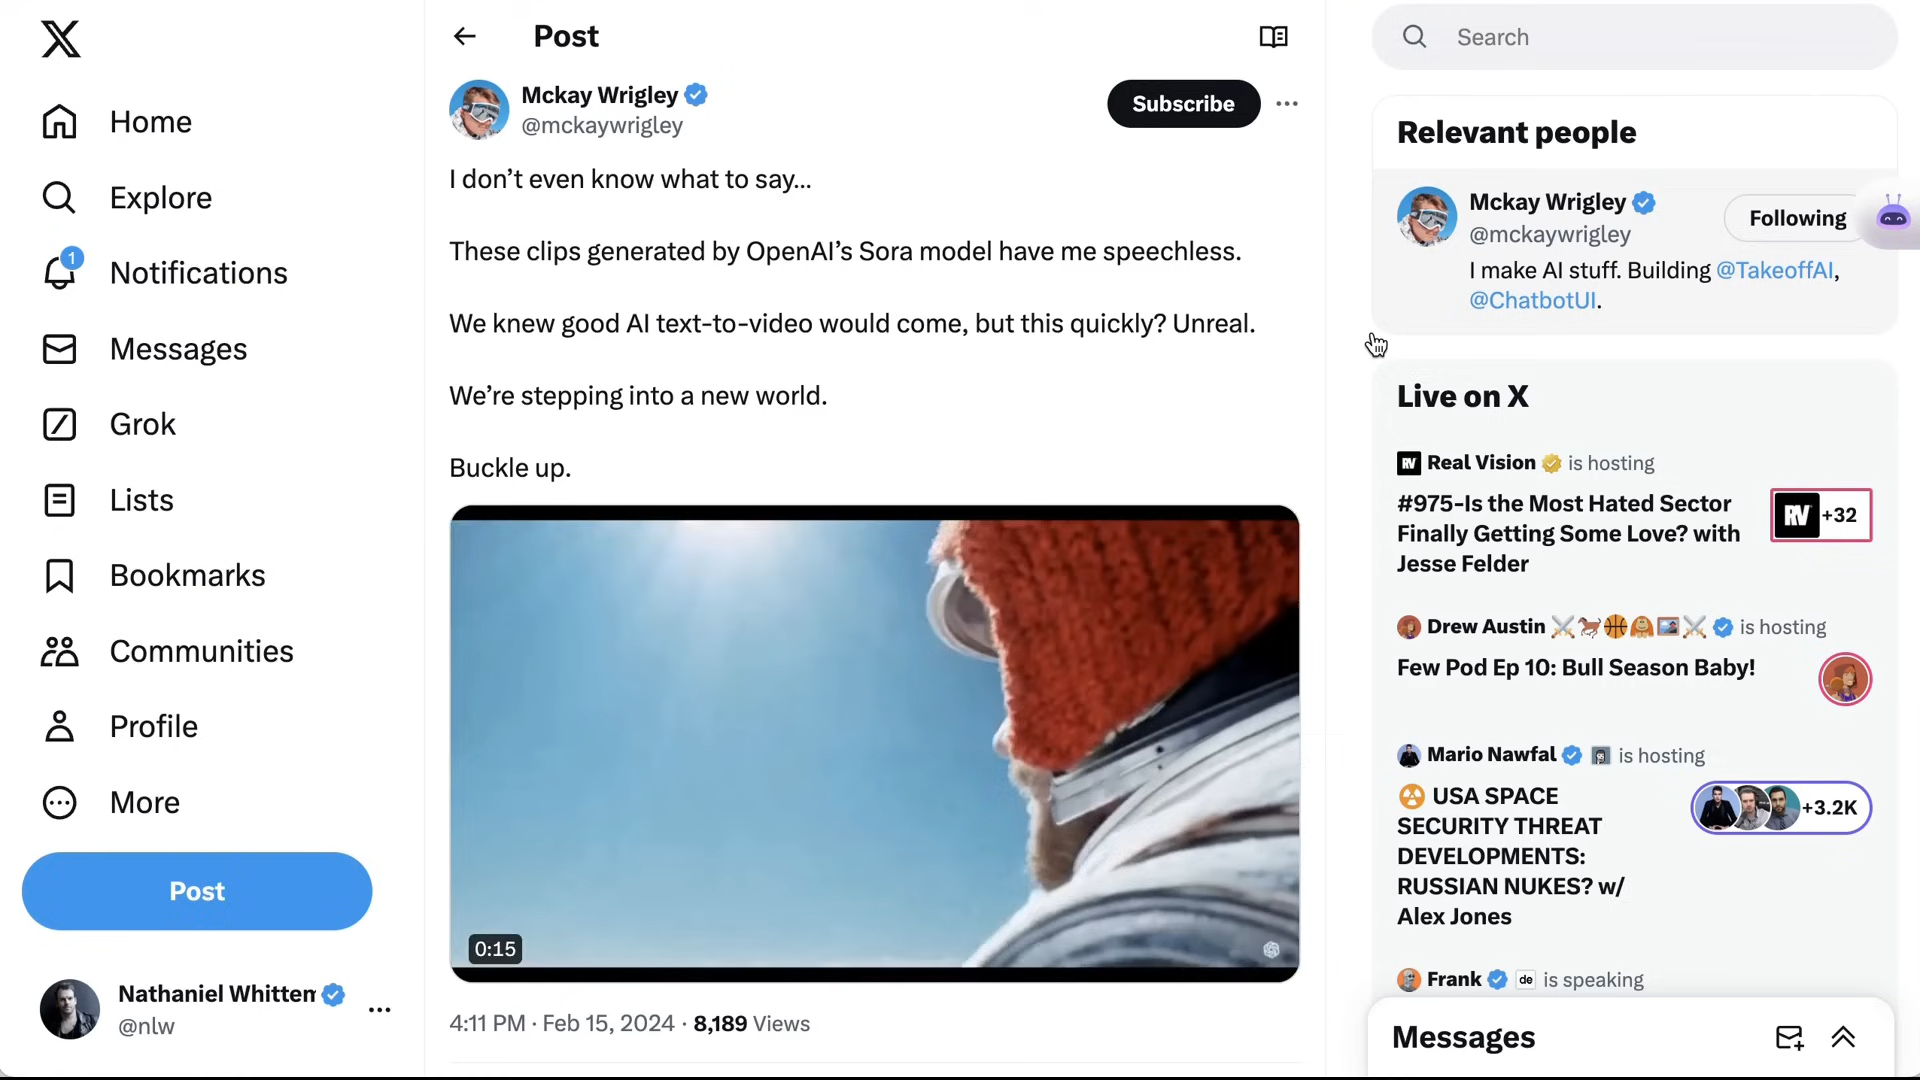 Home
Explore
1
Notifications
Messages
Grok
Lists
Bookmarks
Communities
Profile
More
Post
Nathaniel Whitten
@nlw
Post
Mckay Wrigley
@mckaywrigley
Subscribe
I don’t even know what to say...
These clips generated by OpenAI’s Sora model have me speechless.
We knew good AI text-to-video would come, but this quickly? Unreal.
We’re stepping into a new world.
Buckle up.
0:15
4:11 PM · Feb 15, 2024 · 8,189 Views
Search
Relevant people
Mckay Wrigley
@mckaywrigley
Following
I make AI stuff. Building @TakeoffAI,
@ChatbotUI.
Live on X
RV Real Vision is hosting
#975-Is the Most Hated Sector
Finally Getting Some Love? with
Jesse Felder
RV +32
Drew Austin ⚔️🐎🏀🦧🖼️⚔️ is hosting
Few Pod Ep 10: Bull Season Baby!
Mario Nawfal is hosting
☢️ USA SPACE
SECURITY THREAT
DEVELOPMENTS:
RUSSIAN NUKES? w/
Alex Jones
+3.2K
Frank de is speaking
Messages